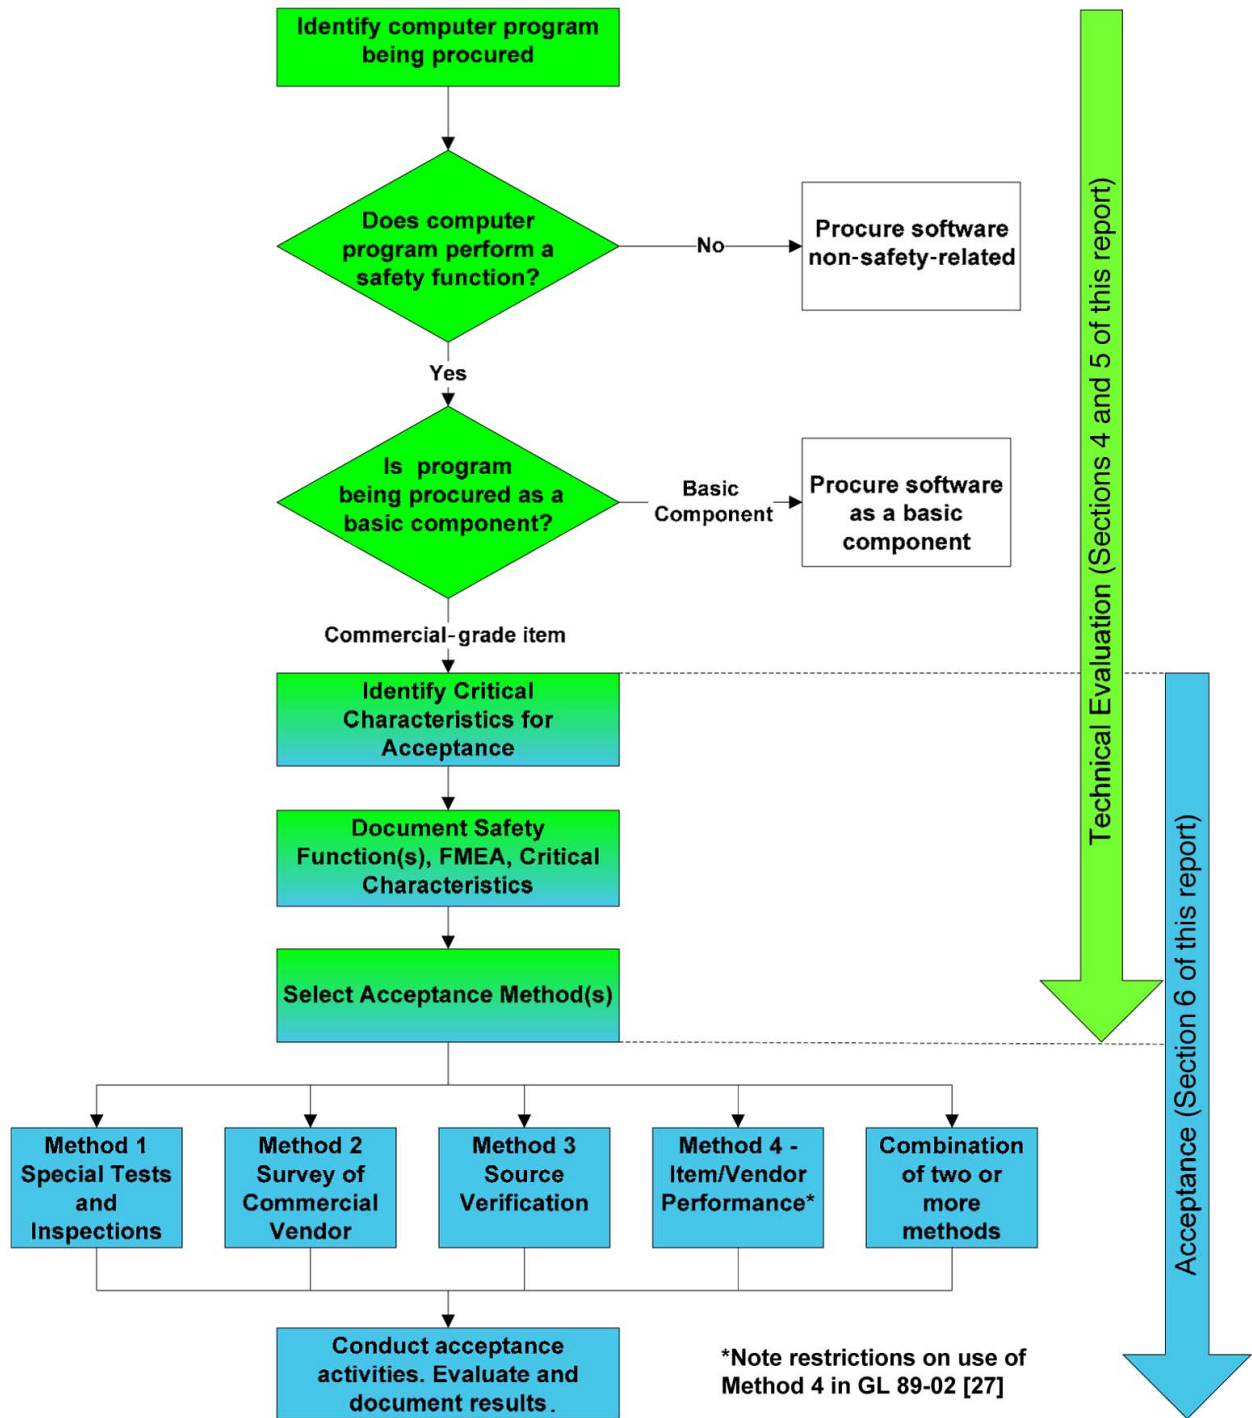 Identify computer program
being procured
Does computer
program perform a
safety function?
No
Procure software
non-safety-related
Yes
Is program
being procured as a
basic component?
Basic
Component
Procure software
as a basic
component
Commercial-grade item
Identify Critical
Characteristics for
Acceptance
Document Safety
Function(s), FMEA, Critical
Characteristics
Select Acceptance Method(s)
Method 1
Special Tests
and
Inspections
Method 2
Survey of
Commercial
Vendor
Method 3
Source
Verification
Method 4 -
Item/Vendor
Performance*
Combination
of two or
more
methods
Conduct acceptance
activities. Evaluate and
document results.
*Note restrictions on use of
Method 4 in GL 89-02 [27]
Technical Evaluation (Sections 4 and 5 of this report)
Acceptance (Section 6 of this report)